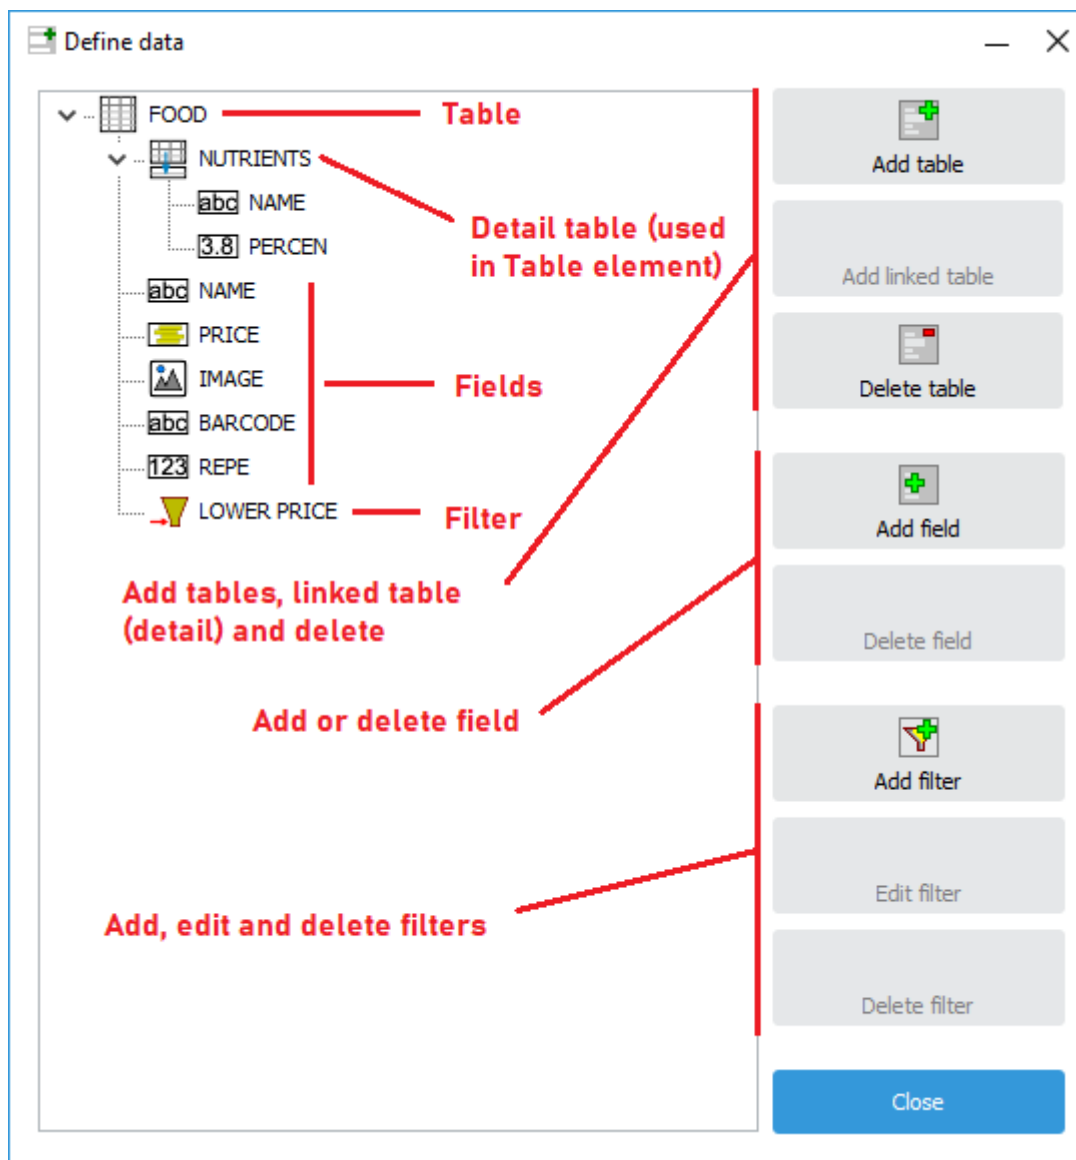 Define data
FOOD
Table
NUTRIENTS
abc NAME
3.8 PERCEN
Detail table (used
in Table element)
abc NAME
PRICE
IMAGE
abc BARCODE
123 REPE
Fields
LOWER PRICE
Filter
Add tables, linked table
(detail) and delete
Add or delete field
Add, edit and delete filters
Add table
Add linked table
Delete table
Add field
Delete field
Add filter
Edit filter
Delete filter
Close